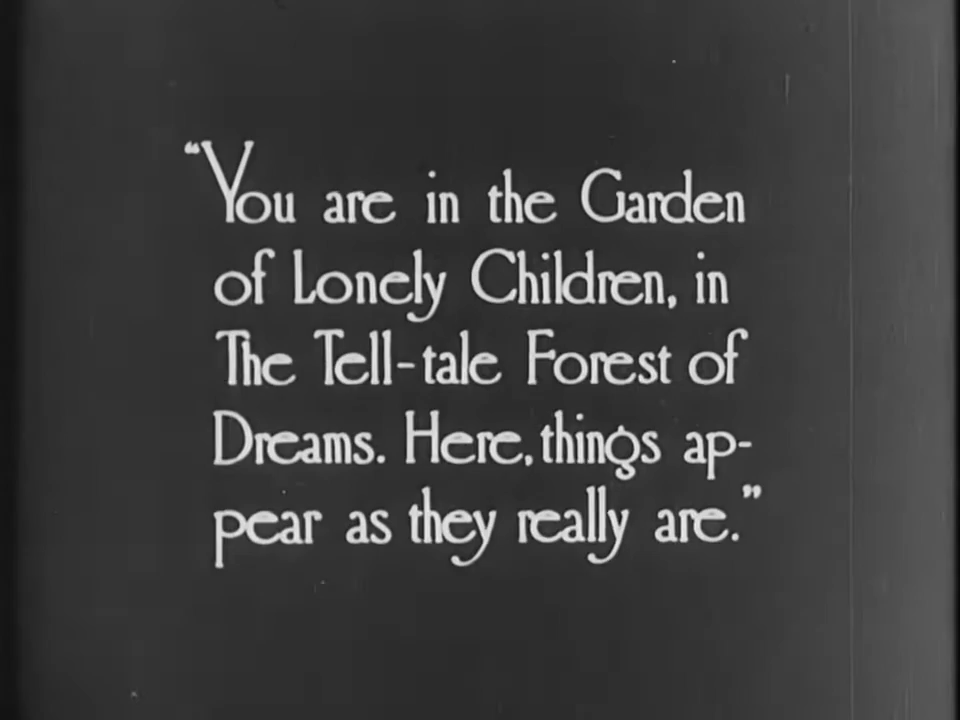 “You are in the Garden
of Lonely Children, in
The Tell-tale Forest of
Dreams. Here, things ap-
pear as they really are.”